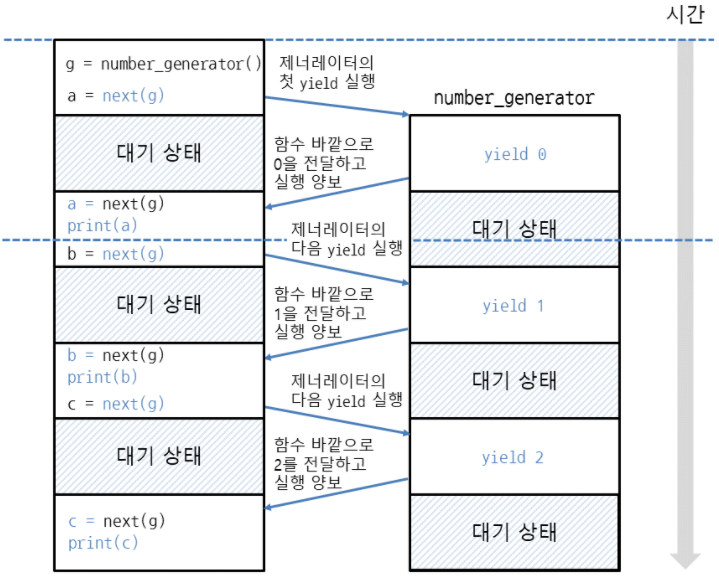 시간
g = number_generator()
a = next(g)
제너레이터의
첫 yield 실행
number_generator
대기 상태
함수 바깥으로
0을 전달하고
실행 양보
yield 0
a = next(g)
print(a)
대기 상태
b = next(g)
제너레이터의
다음 yield 실행
대기 상태
함수 바깥으로
1을 전달하고
실행 양보
yield 1
b = next(g)
print(b)
c = next(g)
제너레이터의
다음 yield 실행
대기 상태
대기 상태
함수 바깥으로
2를 전달하고
실행 양보
yield 2
c = next(g)
print(c)
대기 상태